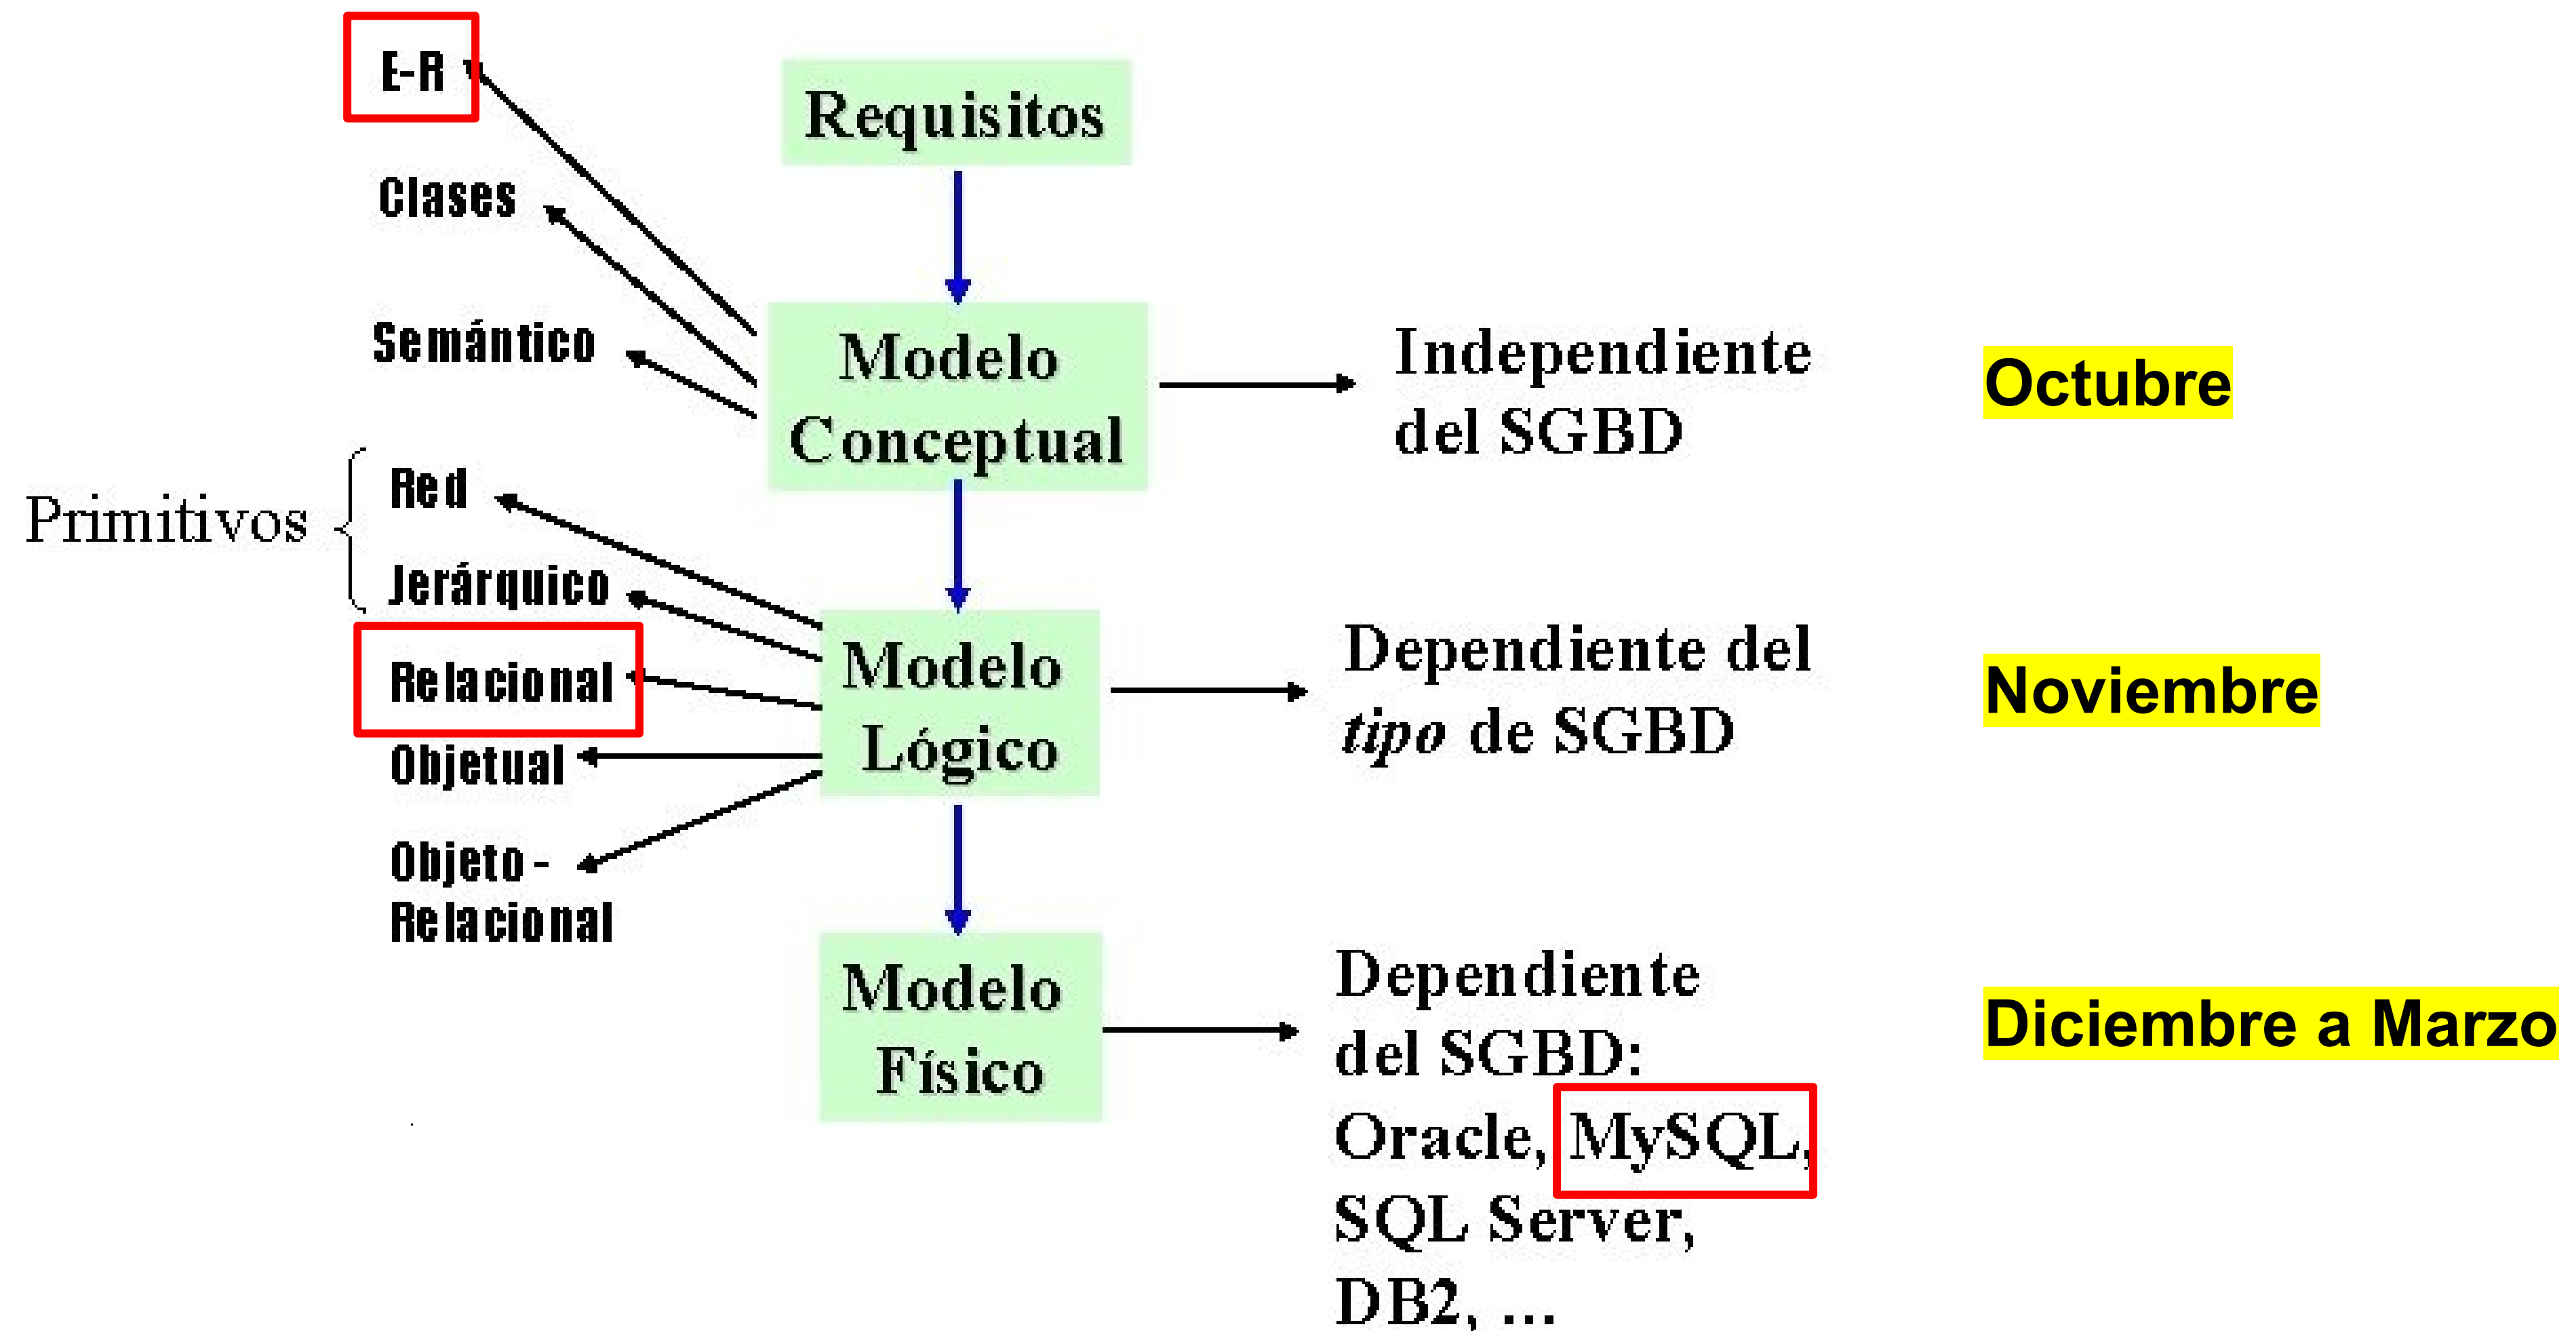 E-R
Clases
Semántico
Primitivos
Red
Jerárquico
Relacional
Objetual
Objeto -
Relacional
Requisitos
Modelo
Conceptual
Modelo
Lógico
Modelo
Físico
Independiente
del SGBD
Dependiente del
tipo de SGBD
Dependiente
del SGBD:
Oracle, MySQL,
SQL Server,
DB2, ...
Octubre
Noviembre
Diciembre a Marzo